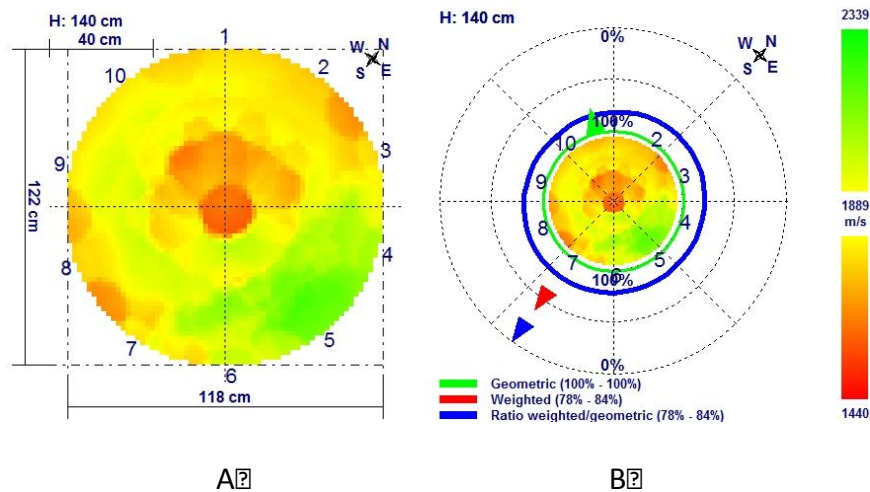 H: 140 cm
40 cm
1
2
3
4
5
6
7
8
9
10
W N
S E
122 cm
118 cm
A
H: 140 cm
0%
W N
S E
100%
2
3
4
5
6
7
8
9
10
100%
0%
Geometric (100% - 100%)
Weighted (78% - 84%)
Ratio weighted/geometric (78% - 84%)
2339
1889
m/s
1440
B